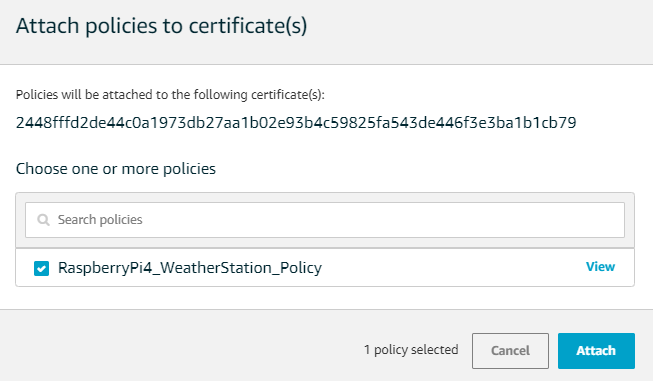 Attach policies to certificate(s)
Policies will be attached to the following certificate(s):
2448fffd2de44c0a1973db27aa1b02e93b4c59825fa543de446f3e3ba1b1cb79
Choose one or more policies
Search policies
RaspberryPi4_WeatherStation_Policy View
1 policy selected Cancel Attach